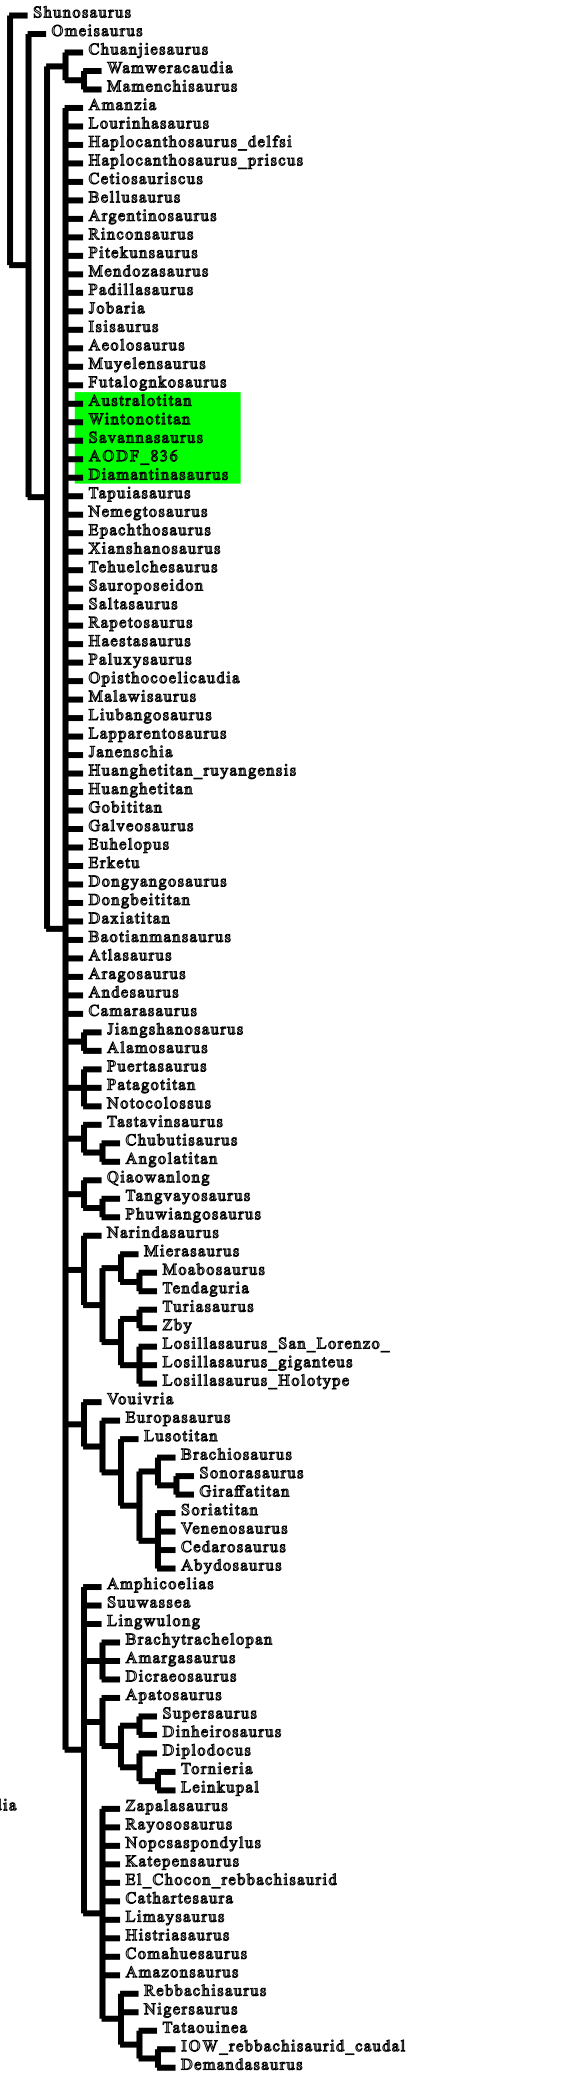 Shunosaurus
Omeisaurus
Chuanjiesaurus
Wamweracaudia
Mamenchisaurus
Amanzia
Lourinhasaurus
Haplocanthosaurus_delfsi
Haplocanthosaurus_priscus
Cetiosauriscus
Bellusaurus
Argentinosaurus
Rinconsaurus
Pitekunsaurus
Mendozasaurus
Padillasaurus
Jobaria
Isisaurus
Aeolosaurus
Muyelensaurus
Futalognkosaurus
Australotitan
Wintonotitan
Savannasaurus
AODF_836
Diamantinasaurus
Tapuiasaurus
Nemegtosaurus
Epachthosaurus
Xianshanosaurus
Tehuelchesaurus
Sauroposeidon
Saltasaurus
Rapetosaurus
Haestasaurus
Paluxysaurus
Opisthocoelicaudia
Malawisaurus
Liubangosaurus
Lapparentosaurus
Janenschia
Huanghetitan_ruyangensis
Huanghetitan
Gobititan
Galveosaurus
Euhelopus
Erketu
Dongyangosaurus
Dongbeititan
Daxiatitan
Baotianmansaurus
Atlasaurus
Aragosaurus
Andesaurus
Camarasaurus
Jiangshanosaurus
Alamosaurus
Puertasaurus
Patagotitan
Notocolossus
Tastavinsaurus
Chubutisaurus
Angolatitan
Qiaowanlong
Tangvayosaurus
Phuwiangosaurus
Narindasaurus
Mierasaurus
Moabosaurus
Tendaguria
Turiasaurus
Zby
Losillasaurus_San_Lorenzo_
Losillasaurus_giganteus
Losillasaurus_Holotype
Vouivria
Europasaurus
Lusotitan
Brachiosaurus
Sonorasaurus
Giraffatitan
Soriatitan
Venenosaurus
Cedarosaurus
Abydosaurus
Amphicoelias
Suuwassea
Lingwulong
Brachytrachelopan
Amargasaurus
Dicraeosaurus
Apatosaurus
Supersaurus
Dinheirosaurus
Diplodocus
Tornieria
Leinkupal
dia
Zapalasaurus
Rayososaurus
Nopcsaspondylus
Katepensaurus
El_Chocon_rebbachisaurid
Cathartesaura
Limaysaurus
Histriasaurus
Comahuesaurus
Amazonsaurus
Rebbachisaurus
Nigersaurus
Tataouinea
IOW_rebbachisaurid_caudal
Demandasaurus